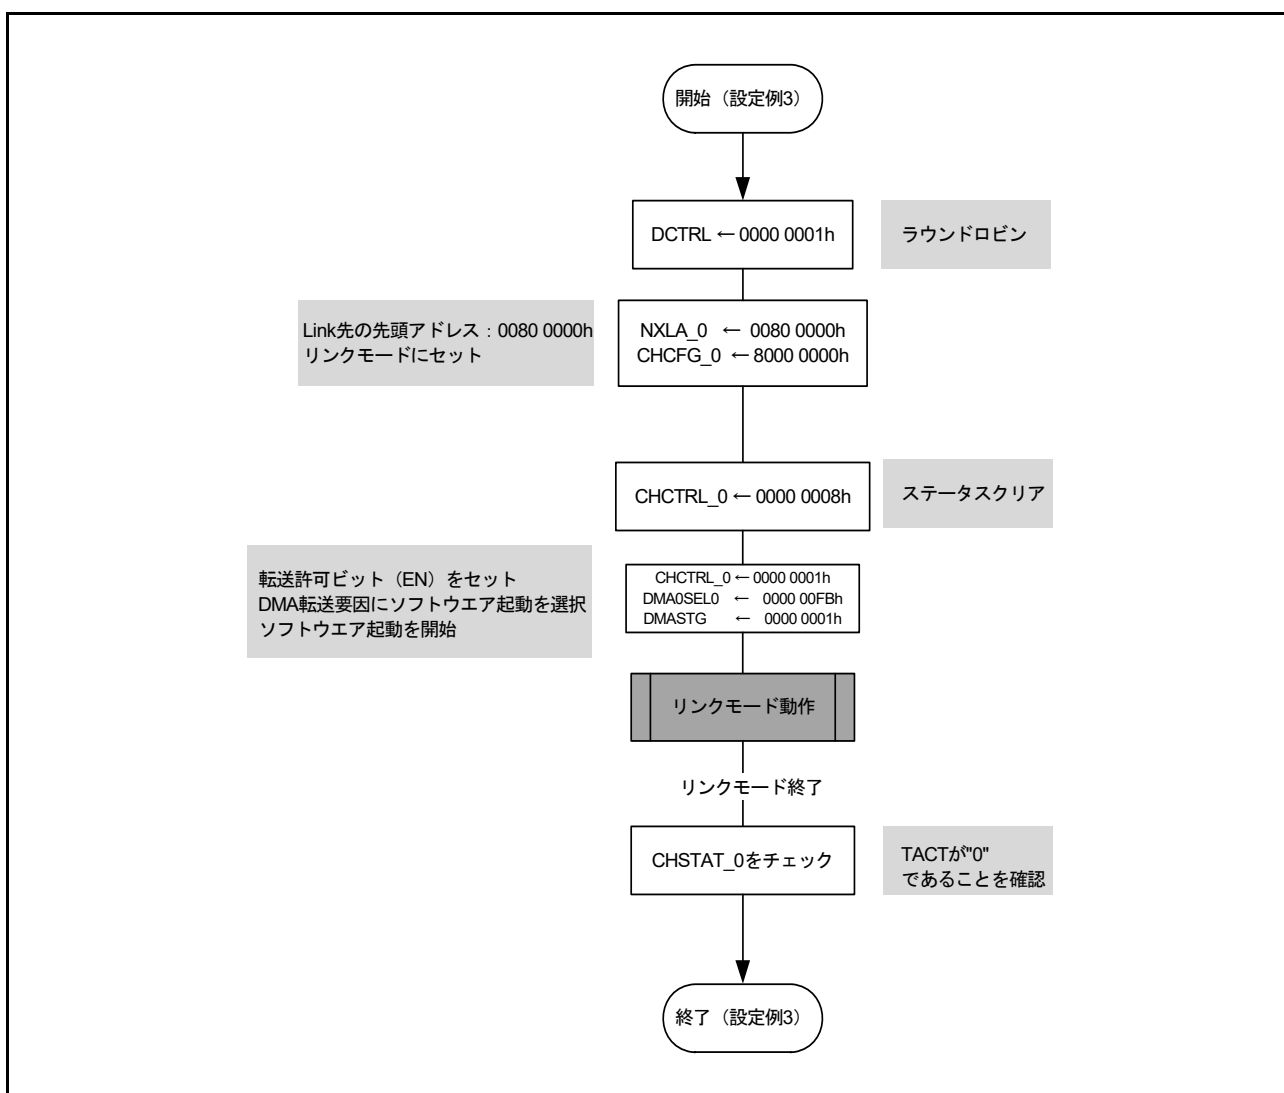 開始（設定例3）
DCTRL ← 0000 0001h
ラウンドロビン
Link先の先頭アドレス：0080 0000h
リンクモードにセット
NXLA_0 ← 0080 0000h
CHCFG_0 ← 8000 0000h
CHCTRL_0 ← 0000 0008h
ステータスクリア
転送許可ビット（EN）をセット
DMA転送要因にソフトウエア起動を選択
ソフトウエア起動を開始
CHCTRL_0 ← 0000 0001h
DMA0SEL0 ← 0000 00FBh
DMASTG ← 0000 0001h
リンクモード動作
リンクモード終了
CHSTAT_0をチェック
TACTが"0"
であることを確認
終了（設定例3）